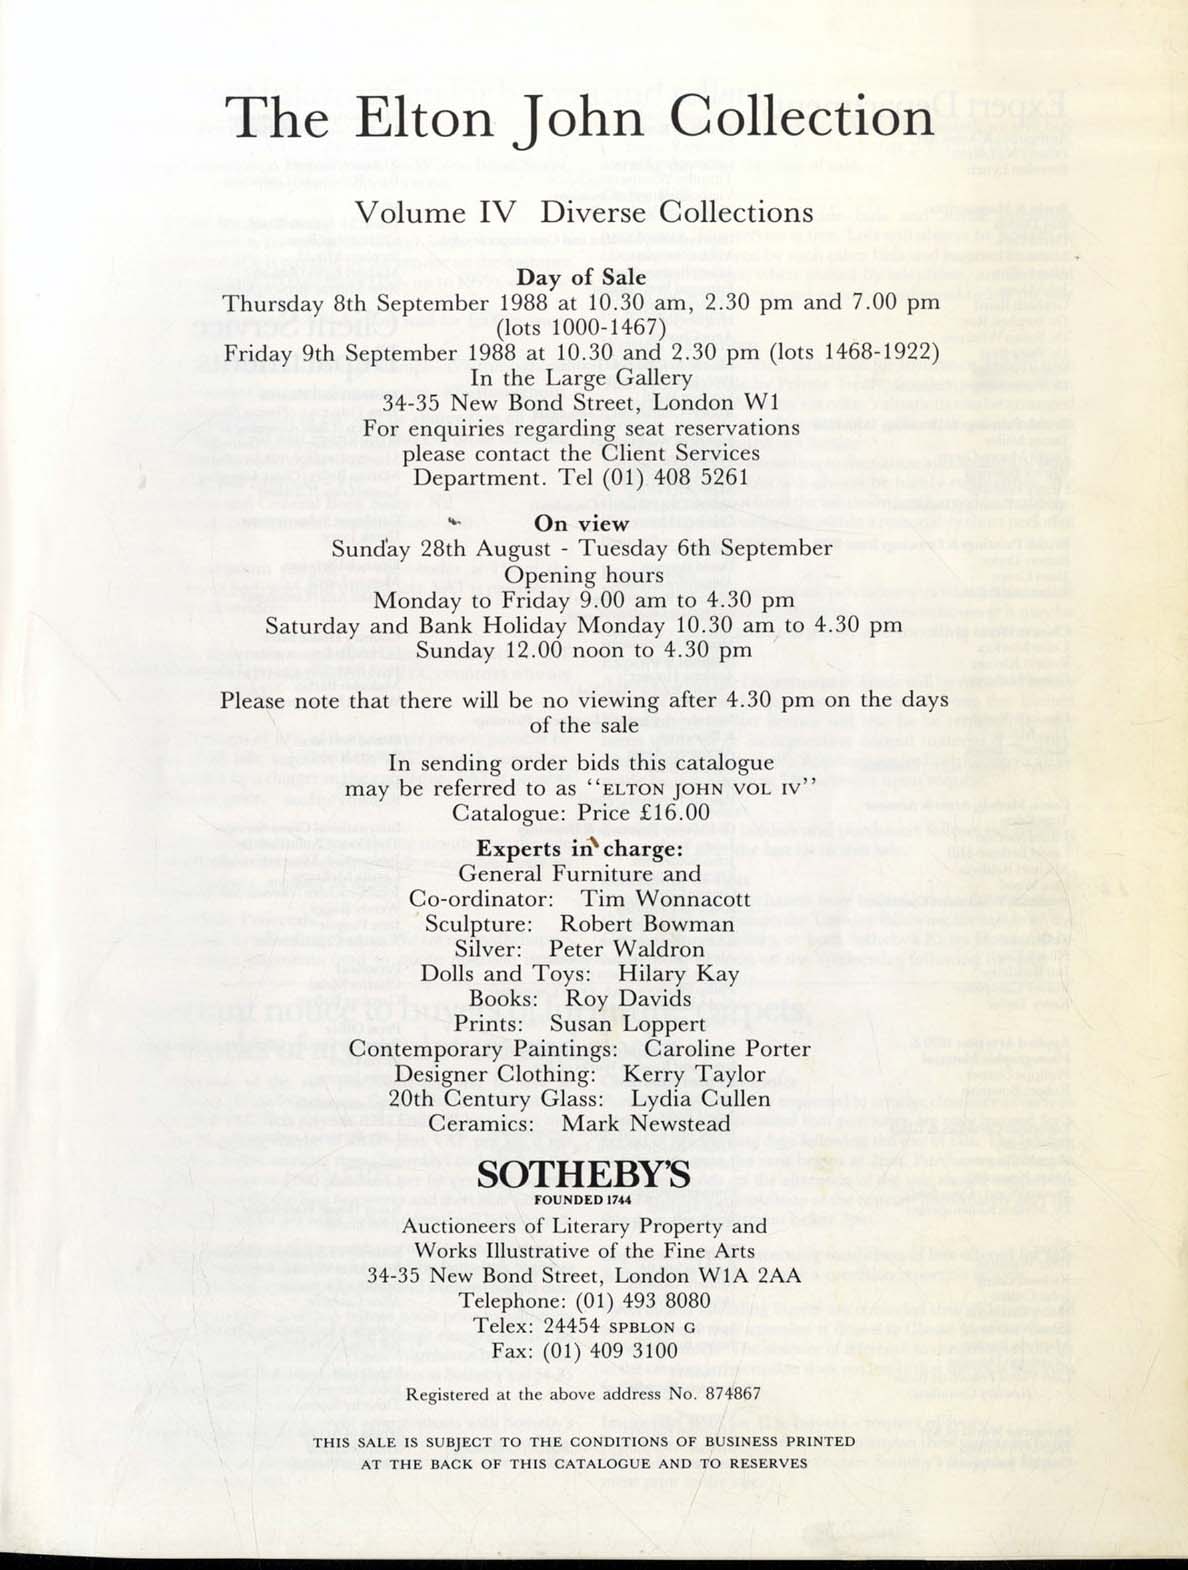 The Elton John Collection
Volume IV Diverse Collections
Day of Sale
Thursday 8th September 1988 at 10.30 am, 2.30 pm and 7.00 pm
(lots 1000-1467)
Friday 9th September 1988 at 10.30 and 2.30 pm (lots 1468-1922)
In the Large Gallery
34-35 New Bond Street, London W1
For enquiries regarding seat reservations
please contact the Client Services
Department. Tel (01) 408 5261
On view
Sunday 28th August - Tuesday 6th September
Opening hours
Monday to Friday 9.00 am to 4.30 pm
Saturday and Bank Holiday Monday 10.30 am to 4.30 pm
Sunday 12.00 noon to 4.30 pm
Please note that there will be no viewing after 4.30 pm on the days
of the sale
In sending order bids this catalogue
may be referred to as “ELTON JOHN VOL IV”
Catalogue: Price £16.00
Experts in charge:
General Furniture and
Co-ordinator: Tim Wonnacott
Sculpture: Robert Bowman
Silver: Peter Waldron
Dolls and Toys: Hilary Kay
Books: Roy Davids
Prints: Susan Loppert
Contemporary Paintings: Caroline Porter
Designer Clothing: Kerry Taylor
20th Century Glass: Lydia Cullen
Ceramics: Mark Newstead
SOTHEBY'S
FOUNDED 1744
Auctioneers of Literary Property and
Works Illustrative of the Fine Arts
34-35 New Bond Street, London W1A 2AA
Telephone: (01) 493 8080
Telex: 24454 SPBLON G
Fax: (01) 409 3100
Registered at the above address No. 874867
THIS SALE IS SUBJECT TO THE CONDITIONS OF BUSINESS PRINTED
AT THE BACK OF THIS CATALOGUE AND TO RESERVES